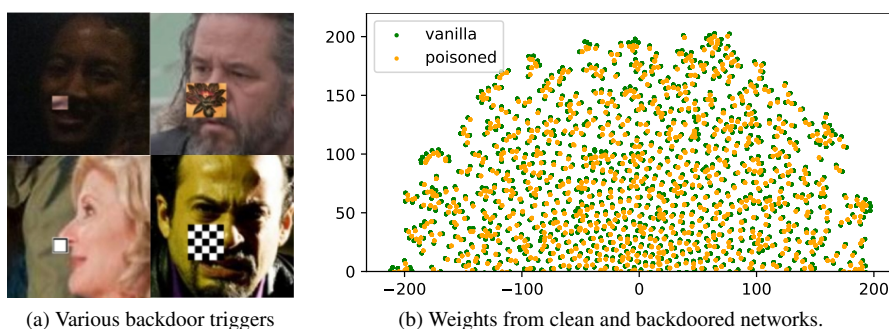 vanilla
poisoned
200
150
100
50
0
−200
−100
0
100
200
(a) Various backdoor triggers
(b) Weights from clean and backdoored networks.